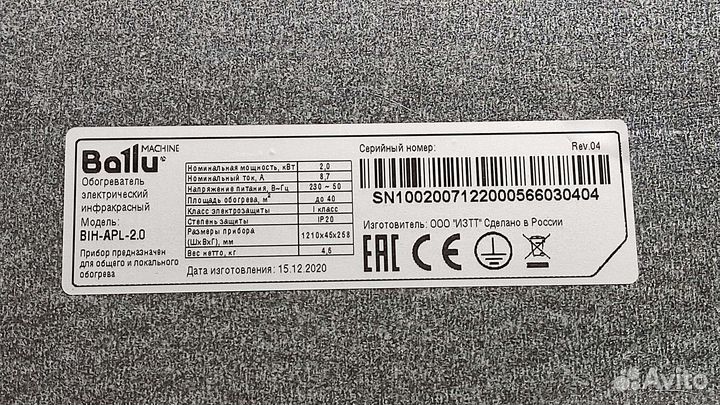 Ballu MACHINE
Обогреватель
электрический
инфракрасный
Модель:
BIH-APL-2.0
Прибор предназначен
для общего и локального
обогрева
Номинальная мощность, кВт 2,0
Номинальный ток, А 8,7
Напряжение питания, В~Гц 230 ~ 50
Площадь обогрева, м² до 40
Класс электрозащиты I класс
Степень защиты IP20
Размеры прибора
(ШхВхГ), мм 1210x45x258
Вес нетто, кг 4,6
Дата изготовления: 15.12.2020
Серийный номер: Rev.04
SN1002007122000566030404
Изготовитель: ООО "ИЗТТ" Сделано в России
EAC CE
Avito